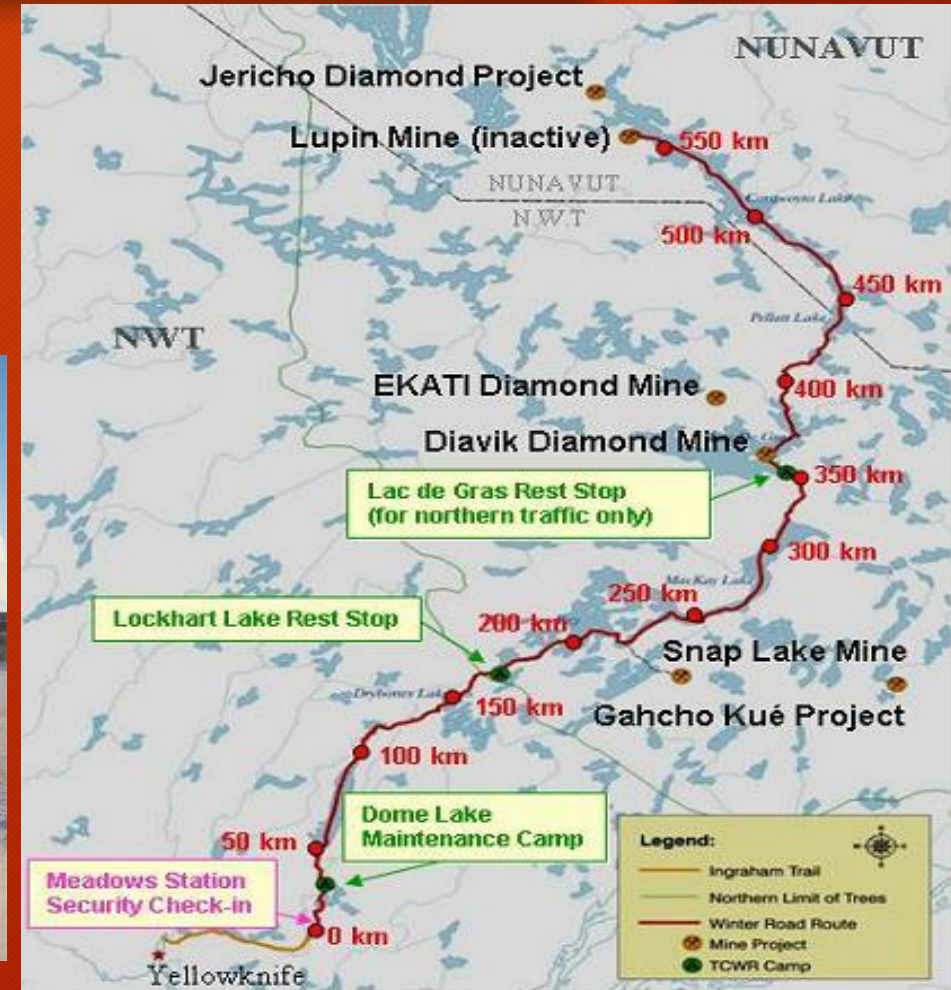 NUNAVUT
Jericho Diamond Project
Lupin Mine (inactive)
550 km
NUNAVUT
N.W.T
Contwoyto Lake
500 km
450 km
Pellatt Lake
NWT
EKATI Diamond Mine
400 km
Diavik Diamond Mine
Lac de Gras Rest Stop
(for northern traffic only)
350 km
300 km
MacKay Lake
250 km
Lockhart Lake Rest Stop
200 km
Snap Lake Mine
Drybones Lake
150 km
Gahcho Kué Project
100 km
Dome Lake
Maintenance Camp
50 km
Meadows Station
Security Check-in
0 km
Yellowknife
Legend:
Ingraham Trail
Northern Limit of Trees
Winter Road Route
Mine Project
TCWR Camp